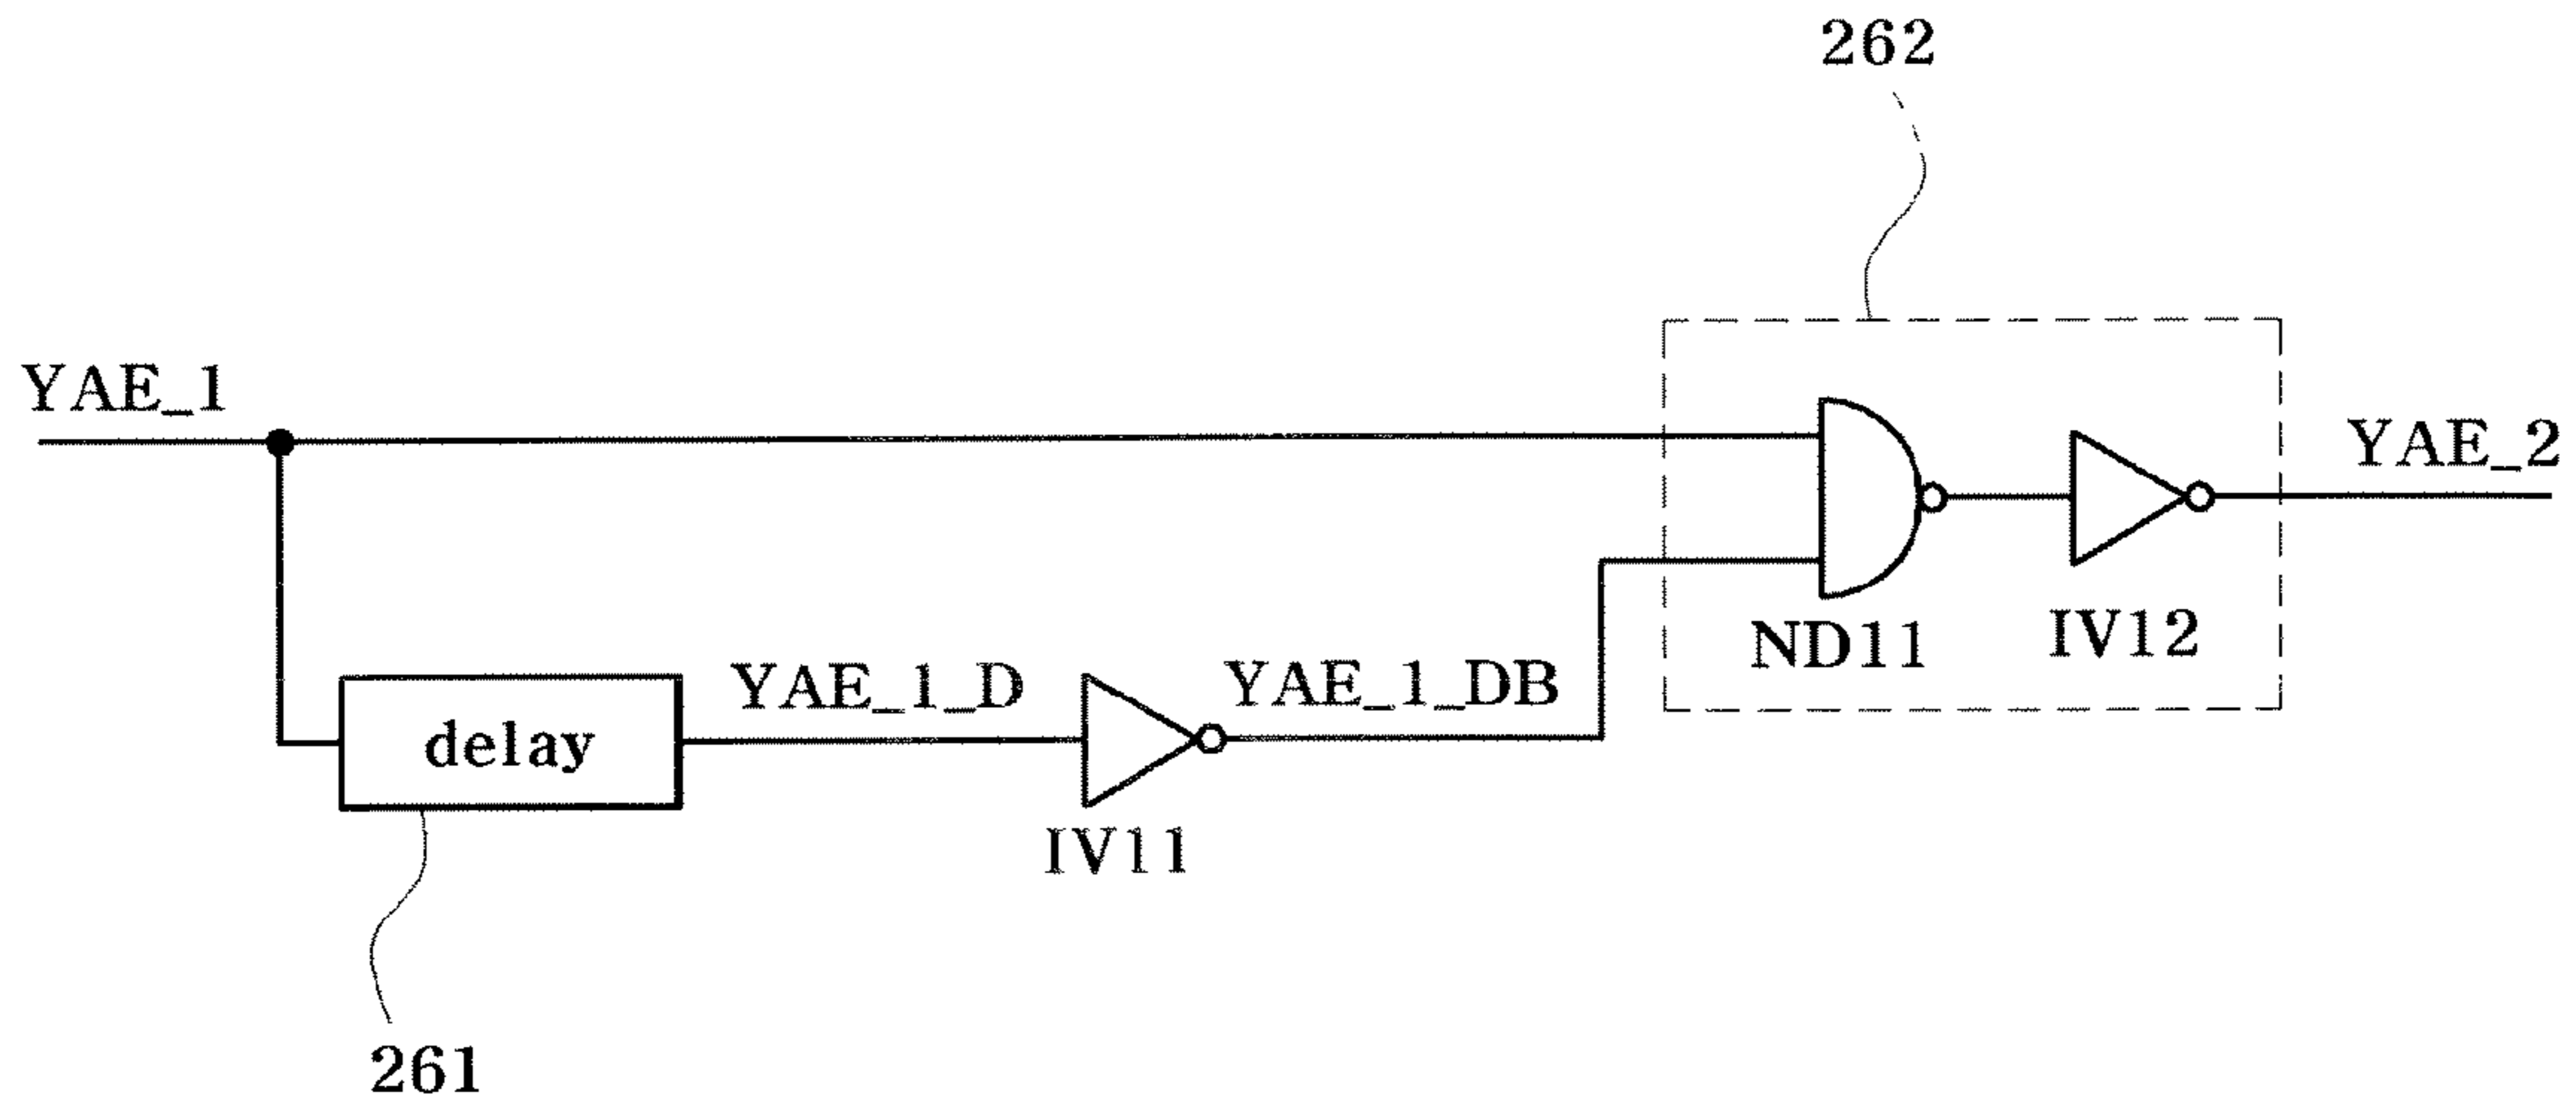 262
YAE_1
YAE_2
ND11
IV12
YAE_1_D
YAE_1_DB
delay
IV11
261